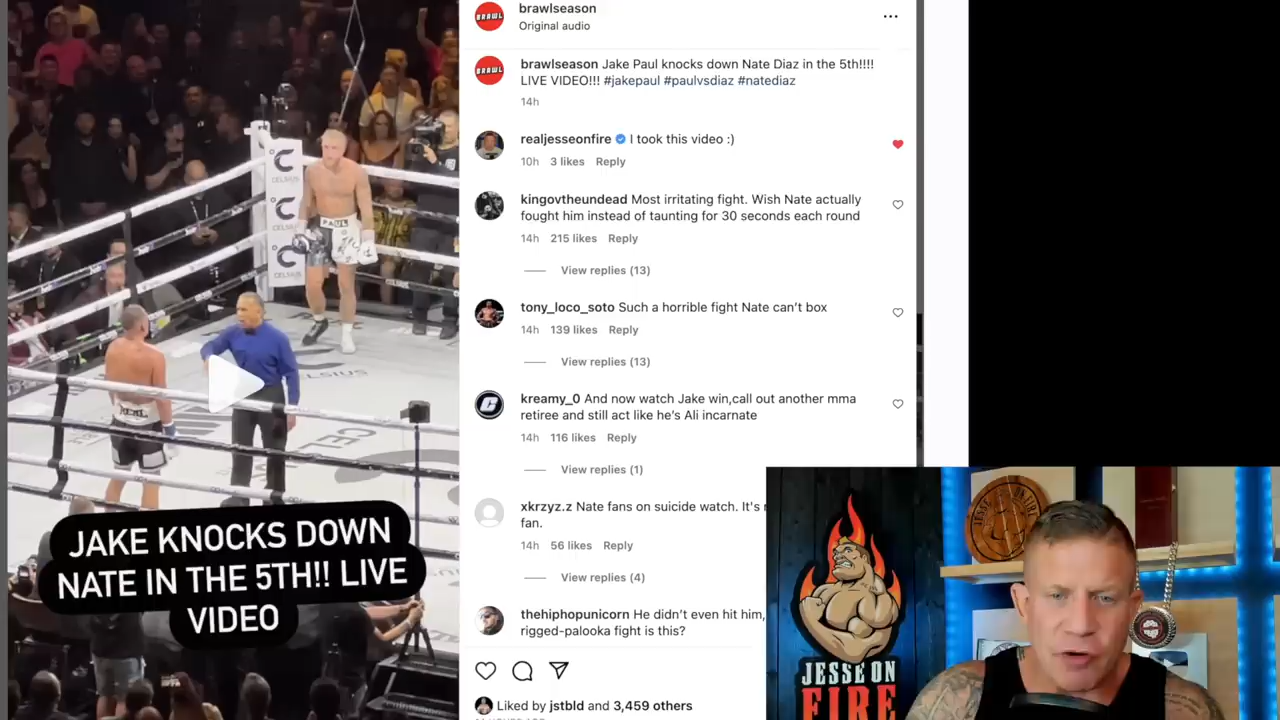 brawlseason
Original audio
brawlseason Jake Paul knocks down Nate Diaz in the 5th!!!!
LIVE VIDEO!!! #jakepaul #paulvsdiaz #natediaz
14h
realjesseonfire I took this video :)
10h 3 likes Reply
kingovtheundead Most irritating fight. Wish Nate actually
fought him instead of taunting for 30 seconds each round
14h 215 likes Reply
View replies (13)
tony_loco_soto Such a horrible fight Nate can't box
14h 139 likes Reply
View replies (13)
kreamy_0 And now watch Jake win,call out another mma
retiree and still act like he's Ali incarnate
14h 116 likes Reply
View replies (1)
xkrzyz.z Nate fans on suicide watch. It's
fan.
14h 56 likes Reply
View replies (4)
thehiphopunicorn He didn't even hit him,
rigged-palooka fight is this?
Liked by jstbld and 3,459 others
BRAWL
BRAWL
CELSIUS
CELSIUS
PAUL
CELSIUS
JAKE KNOCKS DOWN
NATE IN THE 5TH!! LIVE
VIDEO
JESSE ON
FIRE